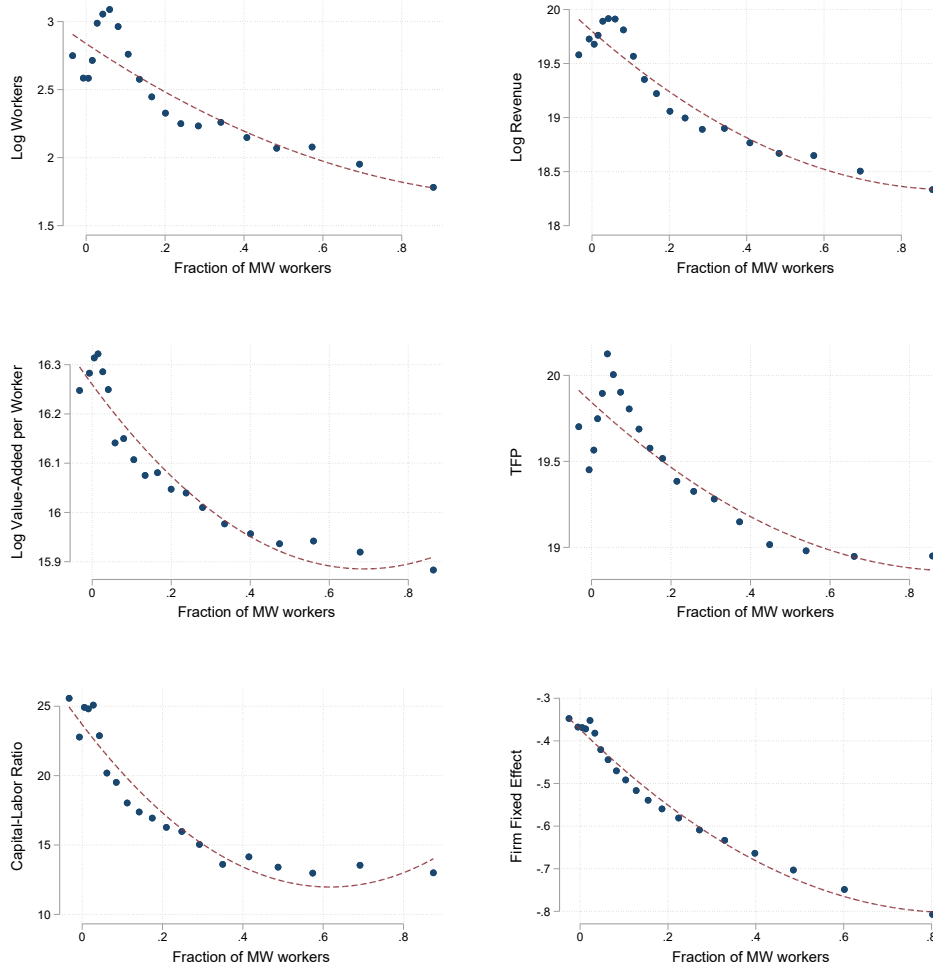 Log Workers
3
2.5
2
1.5
0 .2 .4 .6 .8
Fraction of MW workers
Log Revenue
20
19.5
19
18.5
18
0 .2 .4 .6 .8
Fraction of MW workers
Log Value-Added per Worker
16.3
16.2
16.1
16
15.9
0 .2 .4 .6 .8
Fraction of MW workers
TFP
20
19.5
19
0 .2 .4 .6 .8
Fraction of MW workers
Capital-Labor Ratio
25
20
15
10
0 .2 .4 .6 .8
Fraction of MW workers
Firm Fixed Effect
-.3
-.4
-.5
-.6
-.7
-.8
0 .2 .4 .6 .8
Fraction of MW workers